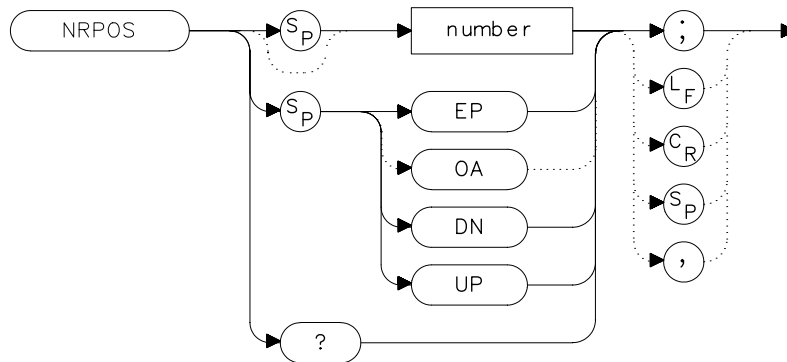 NRPOS
SP
number
;
LF
SP
EP
CR
OA
SP
DN
,
UP
?